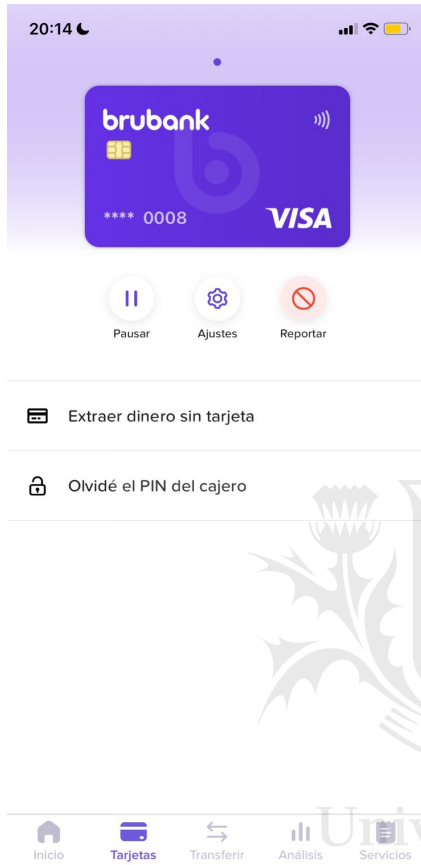 20:14
brubank
**** 0008
VISA
Pausar
Ajustes
Reportar
Extraer dinero sin tarjeta
Olvidé el PIN del cajero
Inicio
Tarjetas
Transferir
Análisis
Servicios